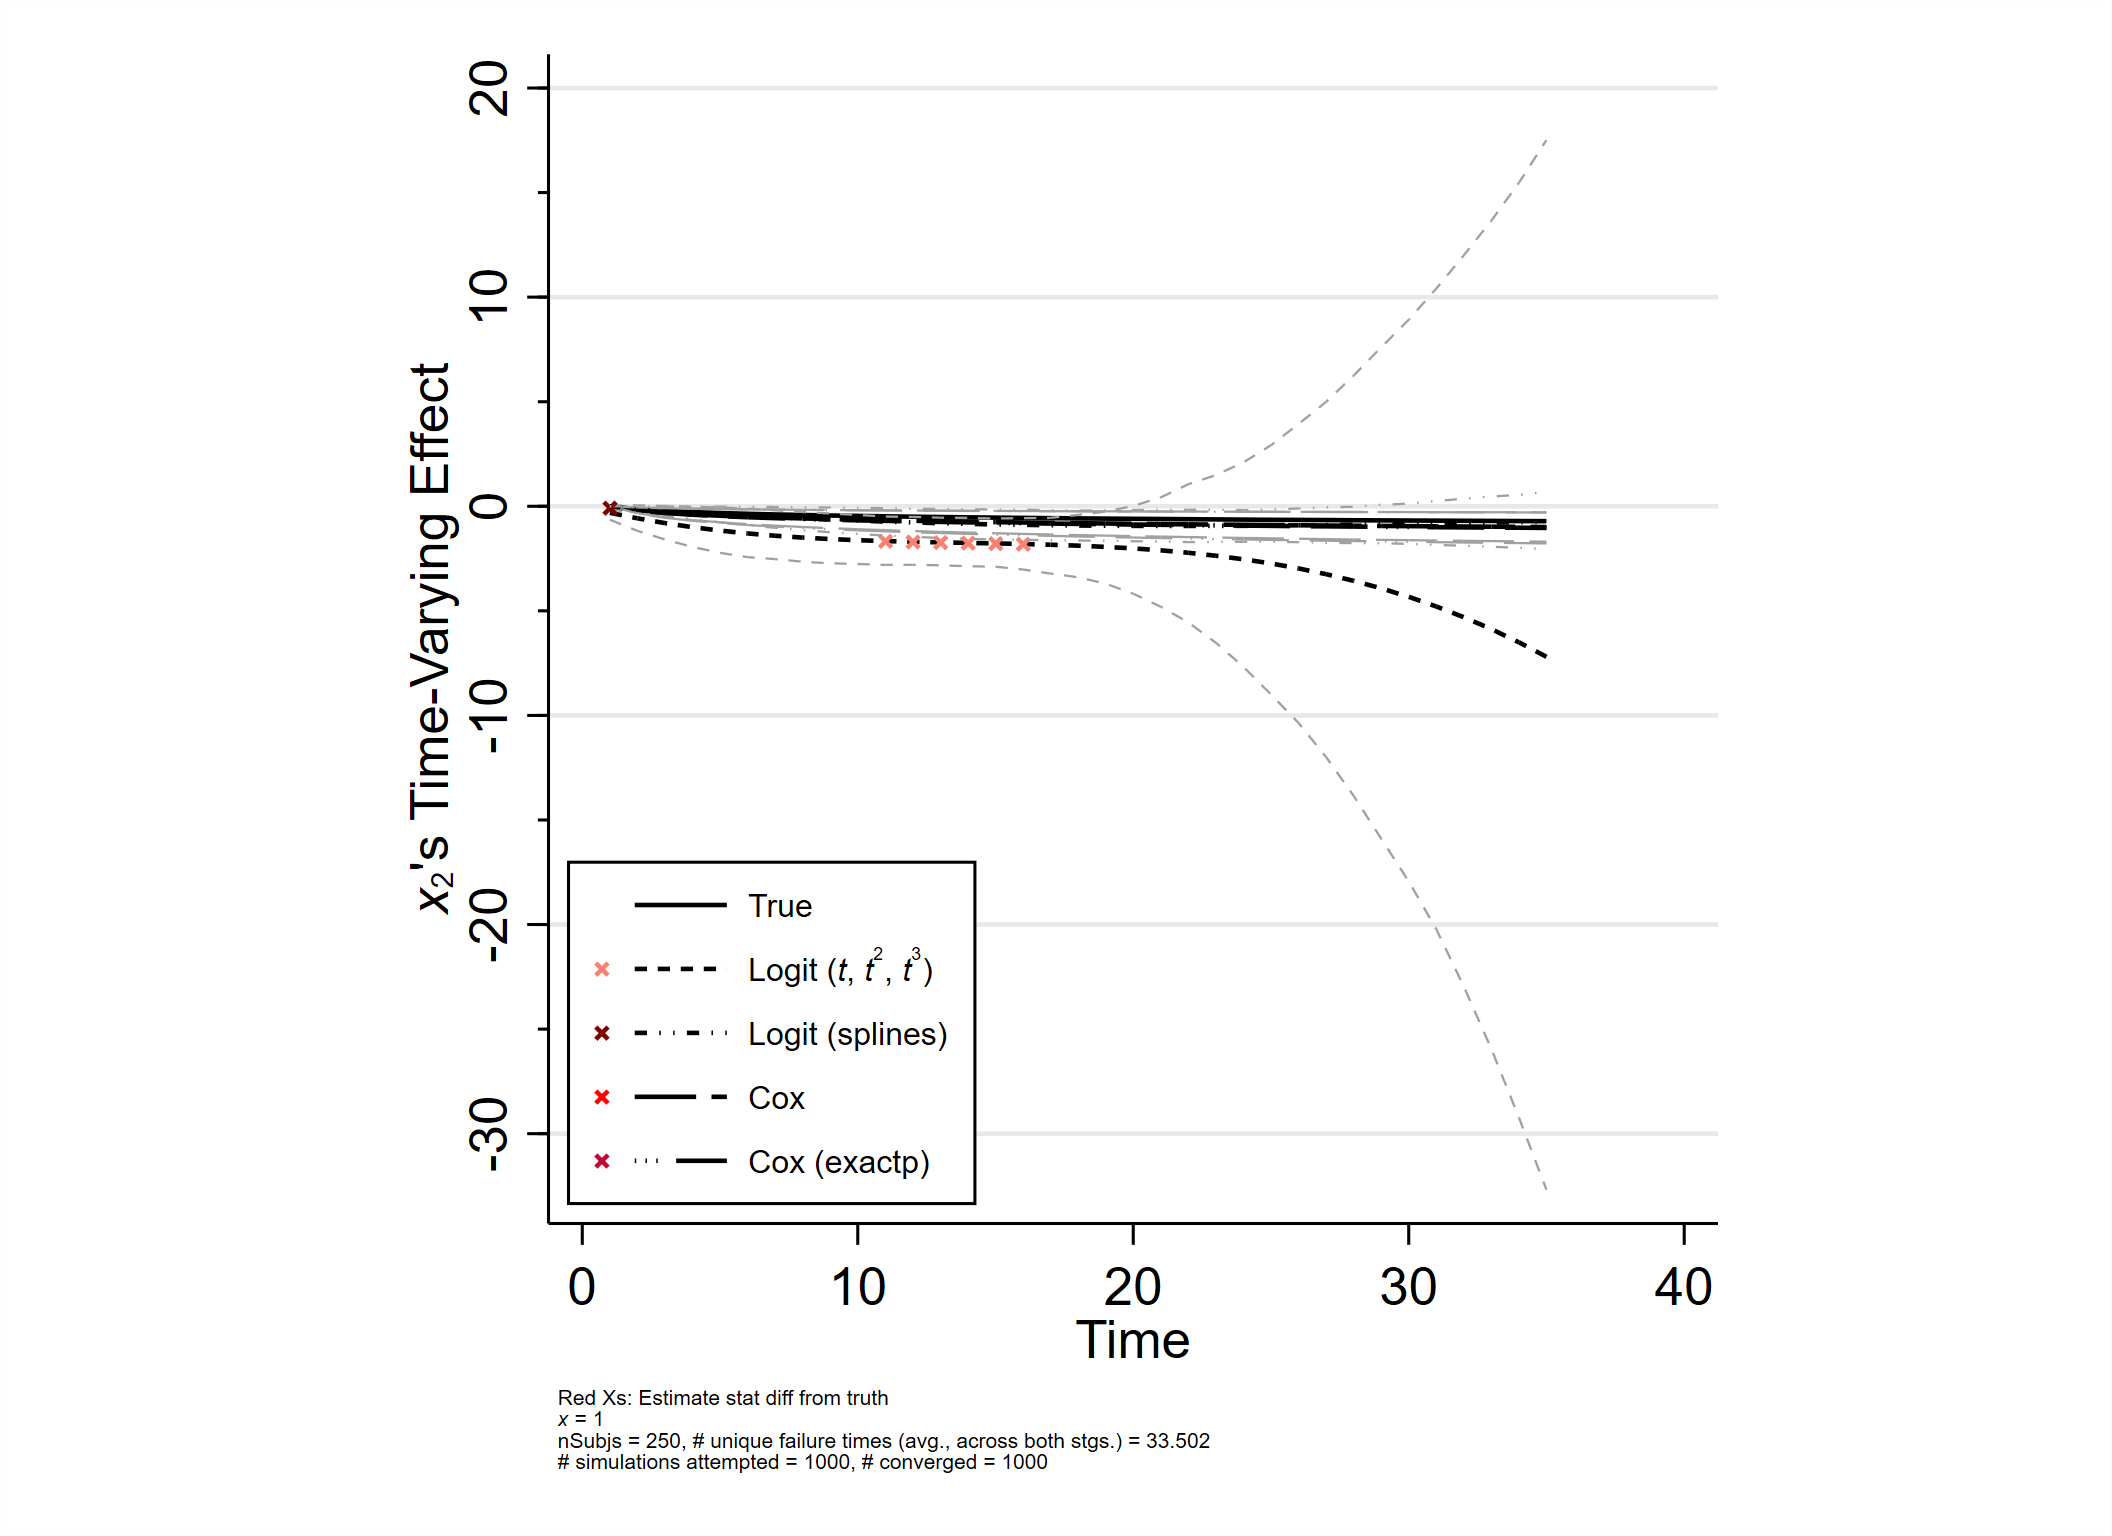 20
10
0
-10
-20
-30
x₂'s Time-Varying Effect
True
Logit (t, t², t³)
Logit (splines)
Cox
Cox (exactp)
0 10 20 30 40
Time
Red Xs: Estimate stat diff from truth
x = 1
nSubjs = 250, # unique failure times (avg., across both stgs.) = 33.502
# simulations attempted = 1000, # converged = 1000